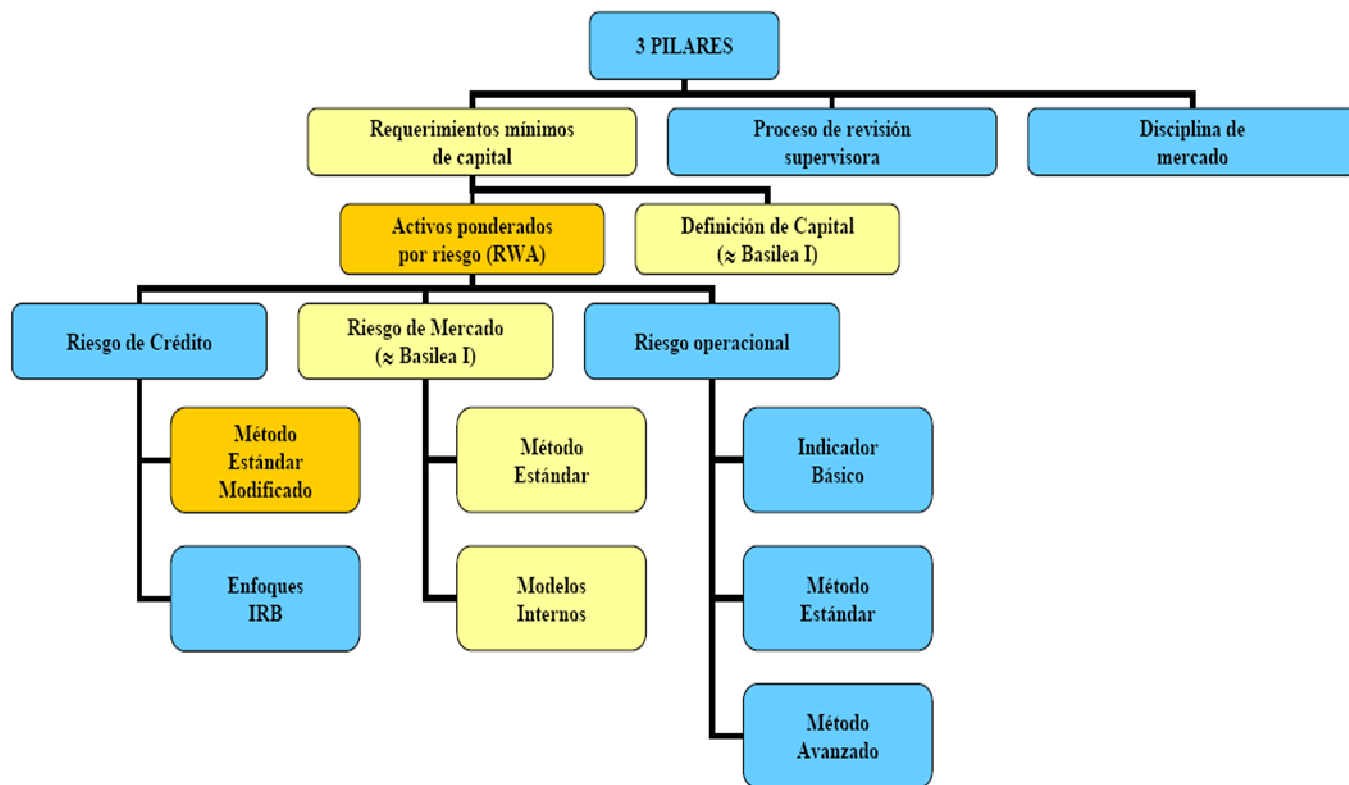 3 PILARES
Requerimientos mínimos
de capital
Proceso de revisión
supervisora
Disciplina de
mercado
Activos ponderados
por riesgo (RWA)
Definición de Capital
(≈ Basilea I)
Riesgo de Crédito
Riesgo de Mercado
(≈ Basilea I)
Riesgo operacional
Método
Estándar
Modificado
Método
Estándar
Indicador
Básico
Enfoques
IRB
Modelos
Internos
Método
Estándar
Método
Avanzado